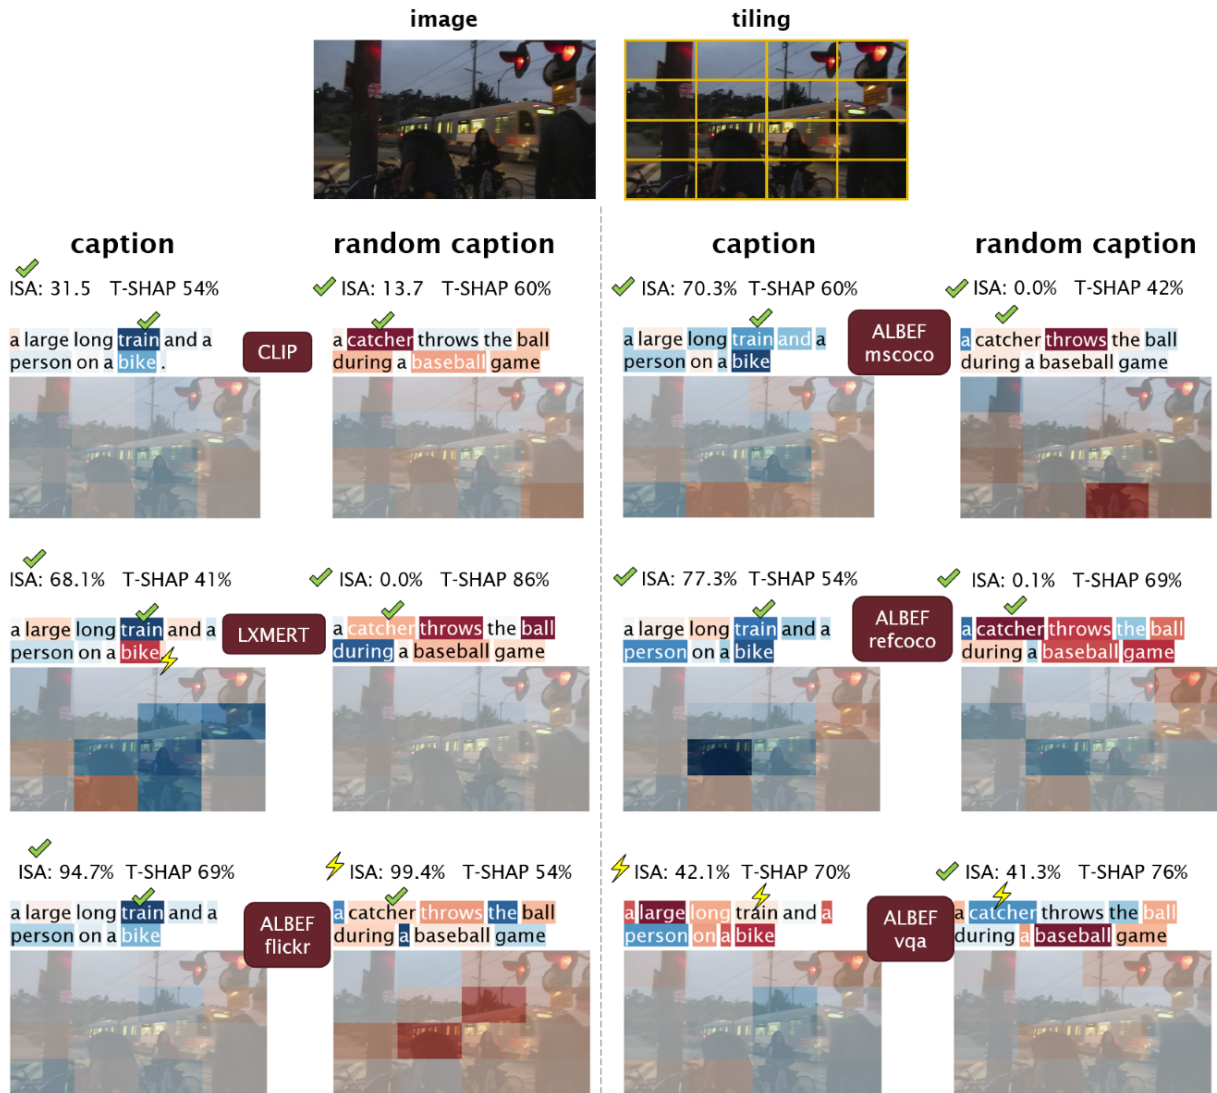 image
tiling
caption
random caption
caption
random caption
ISA: 31.5 T-SHAP 54%
ISA: 13.7 T-SHAP 60%
ISA: 70.3% T-SHAP 60%
ISA: 0.0% T-SHAP 42%
a large long train and a
person on a bike .
CLIP
a catcher throws the ball
during a baseball game
a large long train and a
person on a bike
ALBEF
mscoco
a catcher throws the ball
during a baseball game
ISA: 68.1% T-SHAP 41%
ISA: 0.0% T-SHAP 86%
ISA: 77.3% T-SHAP 54%
ISA: 0.1% T-SHAP 69%
a large long train and a
person on a bike
LXMERT
a catcher throws the ball
during a baseball game
a large long train and a
person on a bike
ALBEF
refcoco
a catcher throws the ball
during a baseball game
ISA: 94.7% T-SHAP 69%
ISA: 99.4% T-SHAP 54%
ISA: 42.1% T-SHAP 70%
ISA: 41.3% T-SHAP 76%
a large long train and a
person on a bike
ALBEF
flickr
a catcher throws the ball
during a baseball game
a large long train and a
person on a bike
ALBEF
vqa
a catcher throws the ball
during a baseball game